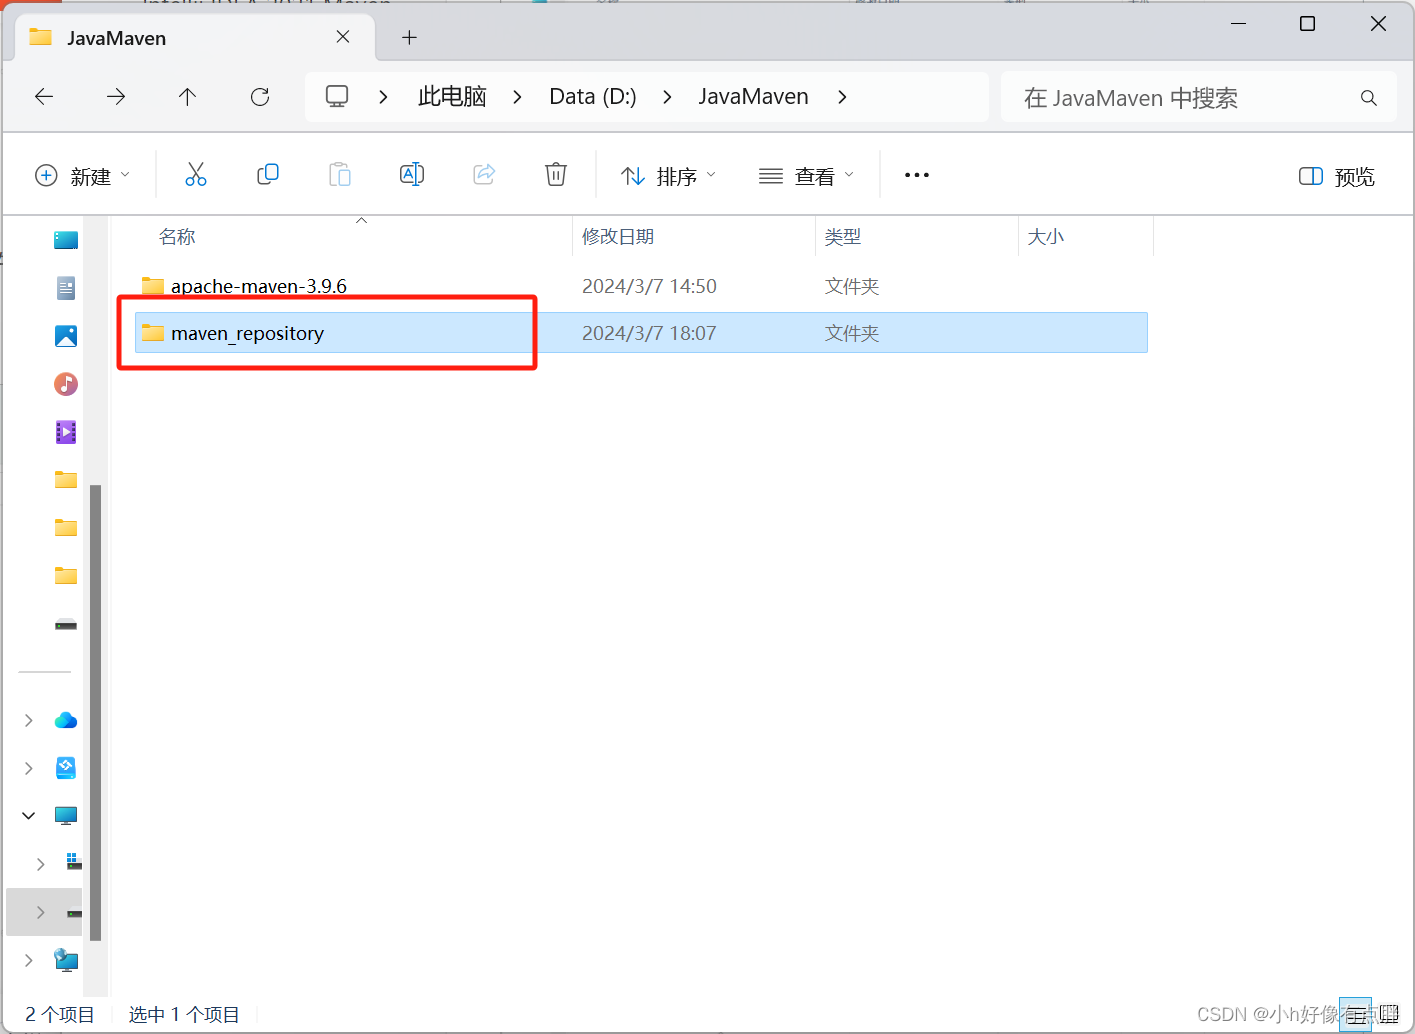 JavaMaven
此电脑 Data (D:) JavaMaven
在 JavaMaven 中搜索
新建 排序 查看 预览
名称 修改日期 类型 大小
apache-maven-3.9.6 2024/3/7 14:50 文件夹
maven_repository 2024/3/7 18:07 文件夹
2 个项目 选中 1 个项目
CSDN @小h好像有点胖